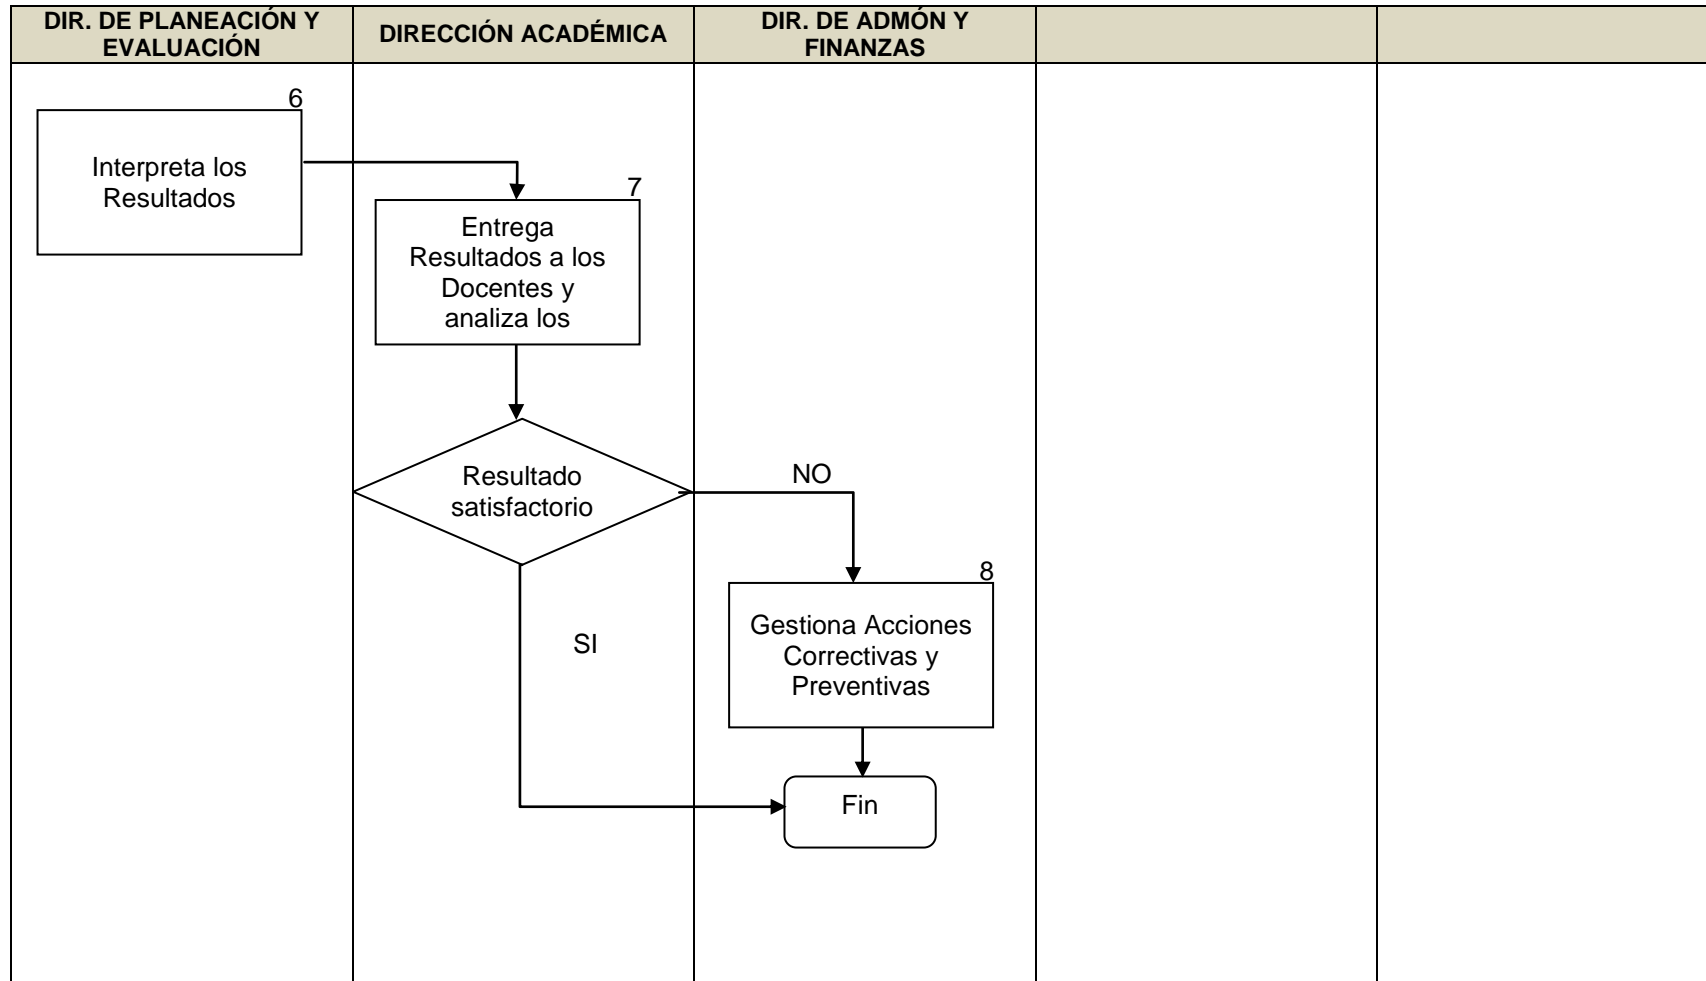 DIR. DE PLANEACIÓN Y
EVALUACIÓN
DIRECCIÓN ACADÉMICA
DIR. DE ADMÓN Y
FINANZAS
6
Interpreta los
Resultados
7
Entrega
Resultados a los
Docentes y
analiza los
Resultado
satisfactorio
NO
SI
8
Gestiona Acciones
Correctivas y
Preventivas
Fin